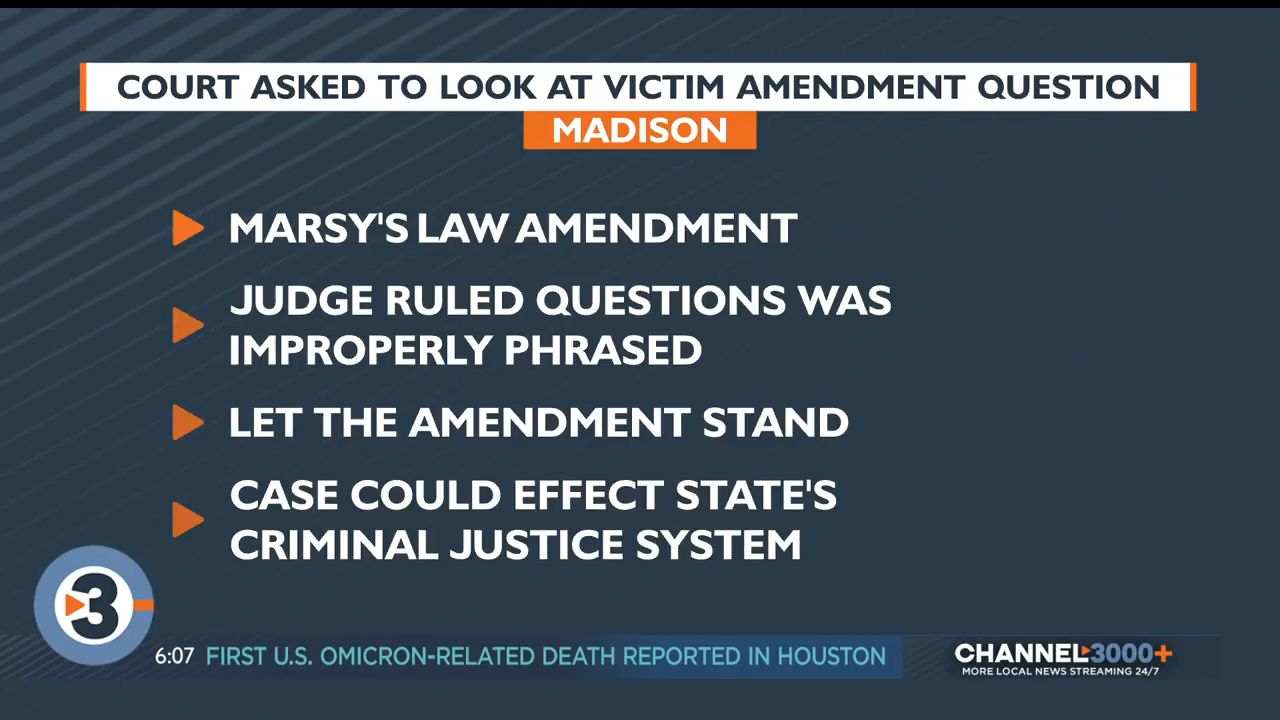 COURT ASKED TO LOOK AT VICTIM AMENDMENT QUESTION
MADISON
MARSY'S LAW AMENDMENT
JUDGE RULED QUESTIONS WAS
IMPROPERLY PHRASED
LET THE AMENDMENT STAND
CASE COULD EFFECT STATE'S
CRIMINAL JUSTICE SYSTEM
3
6:07 FIRST U.S. OMICRON-RELATED DEATH REPORTED IN HOUSTON
CHANNEL3000+
MORE LOCAL NEWS STREAMING 24/7